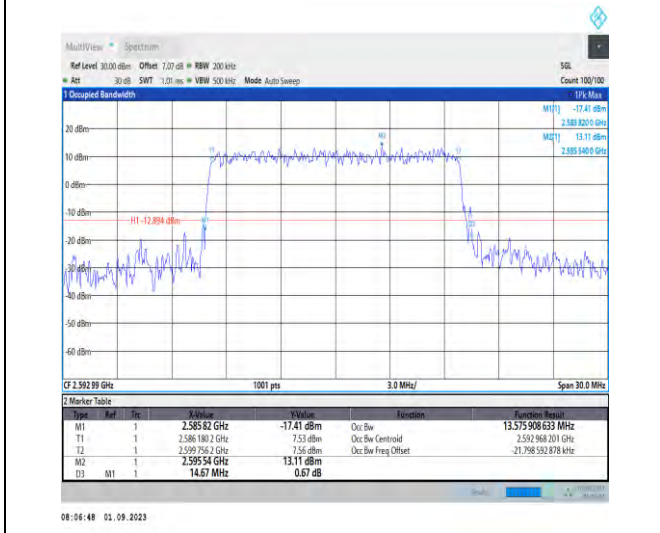 MultiView Spectrum
Ref Level 30.00 dBm Offset 7.07 dB RBW 200 kHz SGL
Att 30 dB SWT 1.01 ms VBW 500 kHz Mode Auto Sweep Count 100/100
1 Occupied Bandwidth 1Pk Max
M1[1] -17.41 dBm
2.585 8200 GHz
M2[1] 13.11 dBm
2.595 5400 GHz
20 dBm
10 dBm
0 dBm
-10 dBm
H1 -12.894 dBm
-20 dBm
-30 dBm
-40 dBm
-50 dBm
-60 dBm
T1
M2
T2
M1
D3
CF 2.592 99 GHz 1001 pts 3.0 MHz/ Span 30.0 MHz
2 Marker Table
Type Ref Trc X-Value Y-Value Function Function Result
M1 1 2.585 82 GHz -17.41 dBm Occ Bw 13.575 908 633 MHz
T1 1 2.586 180 2 GHz 7.53 dBm Occ Bw Centroid 2.592 968 201 GHz
T2 1 2.599 756 2 GHz 7.56 dBm Occ Bw Freq Offset -21.798 592 878 kHz
M2 1 2.595 54 GHz 13.11 dBm
D3 M1 1 14.67 MHz 0.67 dB
08:06:48 01.09.2023